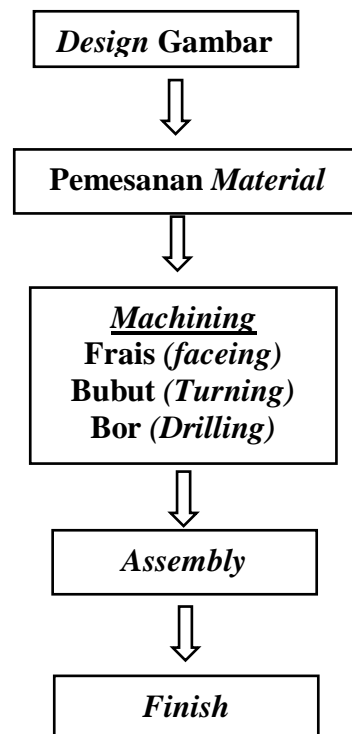 Design Gambar
Pemesanan Material
Machining
Frais (faceing)
Bubut (Turning)
Bor (Drilling)
Assembly
Finish